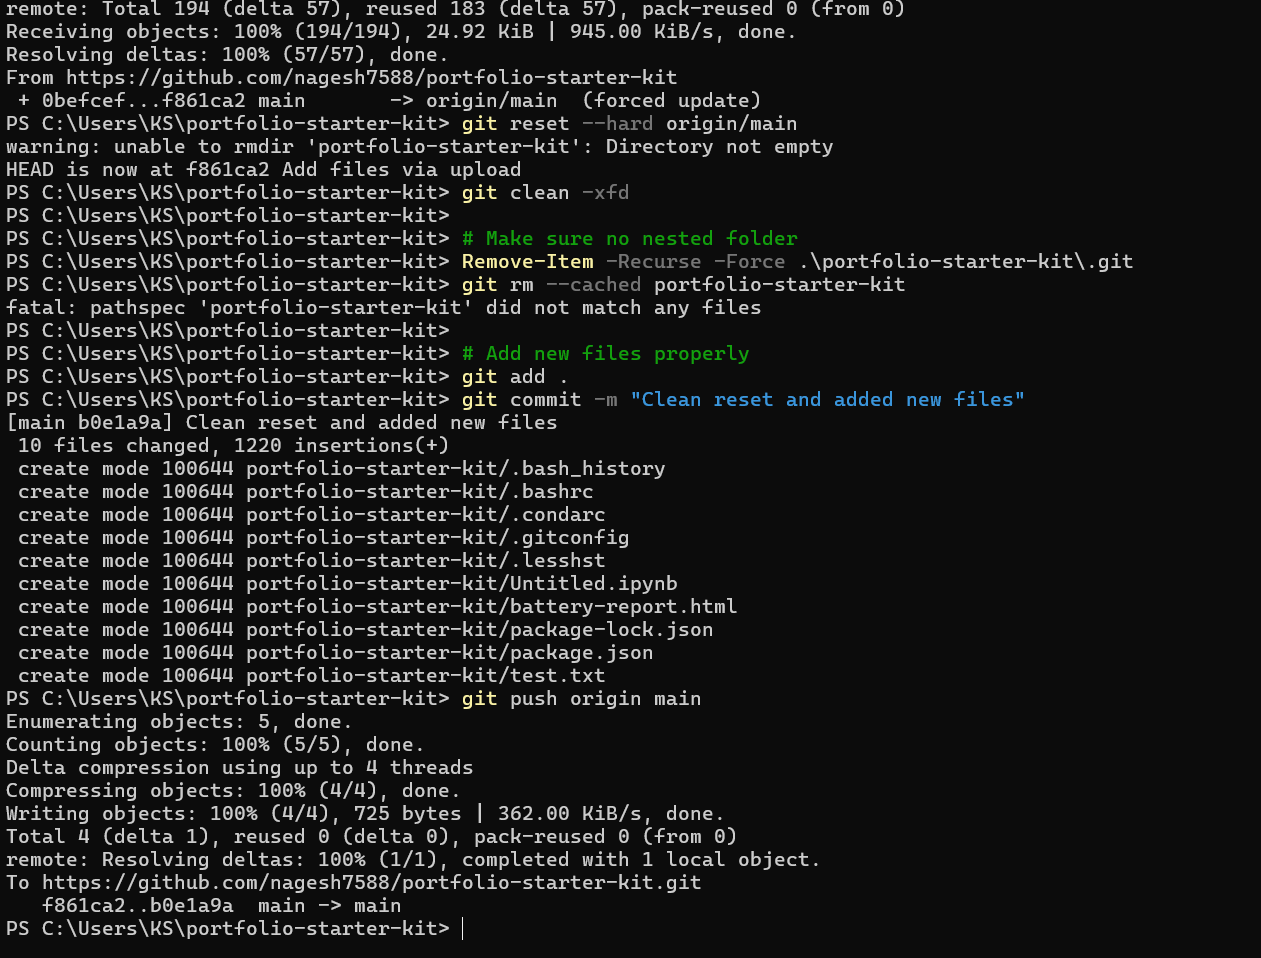 remote: Total 194 (delta 57), reused 183 (delta 57), pack-reused 0 (from 0)
Receiving objects: 100% (194/194), 24.92 KiB | 945.00 KiB/s, done.
Resolving deltas: 100% (57/57), done.
From https://github.com/nagesh7588/portfolio-starter-kit
 + 0befcef...f861ca2 main       -> origin/main  (forced update)
PS C:\Users\KS\portfolio-starter-kit> git reset --hard origin/main
warning: unable to rmdir 'portfolio-starter-kit': Directory not empty
HEAD is now at f861ca2 Add files via upload
PS C:\Users\KS\portfolio-starter-kit> git clean -xfd
PS C:\Users\KS\portfolio-starter-kit>
PS C:\Users\KS\portfolio-starter-kit> # Make sure no nested folder
PS C:\Users\KS\portfolio-starter-kit> Remove-Item -Recurse -Force .\portfolio-starter-kit\.git
PS C:\Users\KS\portfolio-starter-kit> git rm --cached portfolio-starter-kit
fatal: pathspec 'portfolio-starter-kit' did not match any files
PS C:\Users\KS\portfolio-starter-kit>
PS C:\Users\KS\portfolio-starter-kit> # Add new files properly
PS C:\Users\KS\portfolio-starter-kit> git add .
PS C:\Users\KS\portfolio-starter-kit> git commit -m "Clean reset and added new files"
[main b0e1a9a] Clean reset and added new files
 10 files changed, 1220 insertions(+)
 create mode 100644 portfolio-starter-kit/.bash_history
 create mode 100644 portfolio-starter-kit/.bashrc
 create mode 100644 portfolio-starter-kit/.condarc
 create mode 100644 portfolio-starter-kit/.gitconfig
 create mode 100644 portfolio-starter-kit/.lesshst
 create mode 100644 portfolio-starter-kit/Untitled.ipynb
 create mode 100644 portfolio-starter-kit/battery-report.html
 create mode 100644 portfolio-starter-kit/package-lock.json
 create mode 100644 portfolio-starter-kit/package.json
 create mode 100644 portfolio-starter-kit/test.txt
PS C:\Users\KS\portfolio-starter-kit> git push origin main
Enumerating objects: 5, done.
Counting objects: 100% (5/5), done.
Delta compression using up to 4 threads
Compressing objects: 100% (4/4), done.
Writing objects: 100% (4/4), 725 bytes | 362.00 KiB/s, done.
Total 4 (delta 1), reused 0 (delta 0), pack-reused 0 (from 0)
remote: Resolving deltas: 100% (1/1), completed with 1 local object.
To https://github.com/nagesh7588/portfolio-starter-kit.git
   f861ca2..b0e1a9a  main -> main
PS C:\Users\KS\portfolio-starter-kit>